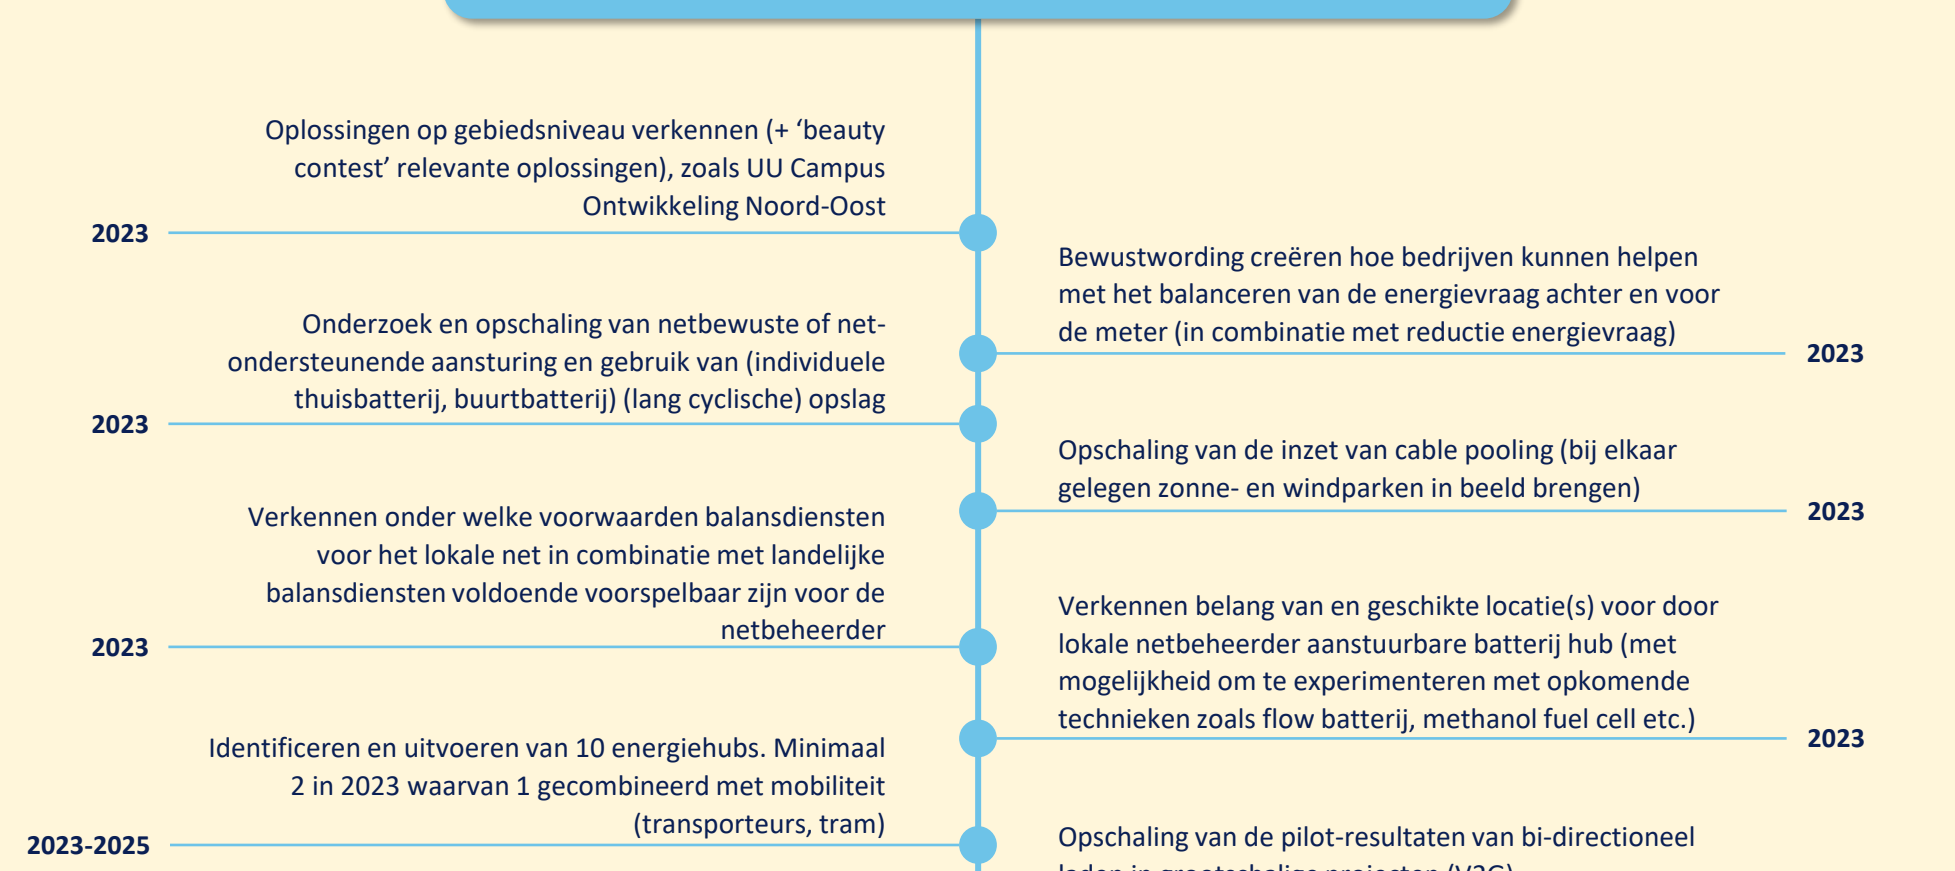 Oplossingen op gebiedsniveau verkennen (+ ‘beauty
contest’ relevante oplossingen), zoals UU Campus
Ontwikkeling Noord-Oost
2023
Bewustwording creëren hoe bedrijven kunnen helpen
met het balanceren van de energievraag achter en voor
de meter (in combinatie met reductie energievraag)
2023
Onderzoek en opschaling van netbewuste of net-
ondersteunende aansturing en gebruik van (individuele
thuisbatterij, buurtbatterij) (lang cyclische) opslag
2023
Opschaling van de inzet van cable pooling (bij elkaar
gelegen zonne- en windparken in beeld brengen)
2023
Verkennen onder welke voorwaarden balansdiensten
voor het lokale net in combinatie met landelijke
balansdiensten voldoende voorspelbaar zijn voor de
netbeheerder
2023
Verkennen belang van en geschikte locatie(s) voor door
lokale netbeheerder aanstuurbare batterij hub (met
mogelijkheid om te experimenteren met opkomende
technieken zoals flow batterij, methanol fuel cell etc.)
2023
Identificeren en uitvoeren van 10 energiehubs. Minimaal
2 in 2023 waarvan 1 gecombineerd met mobiliteit
(transporteurs, tram)
2023-2025
Opschaling van de pilot-resultaten van bi-directioneel
laden in grootschalige projecten (V2G)